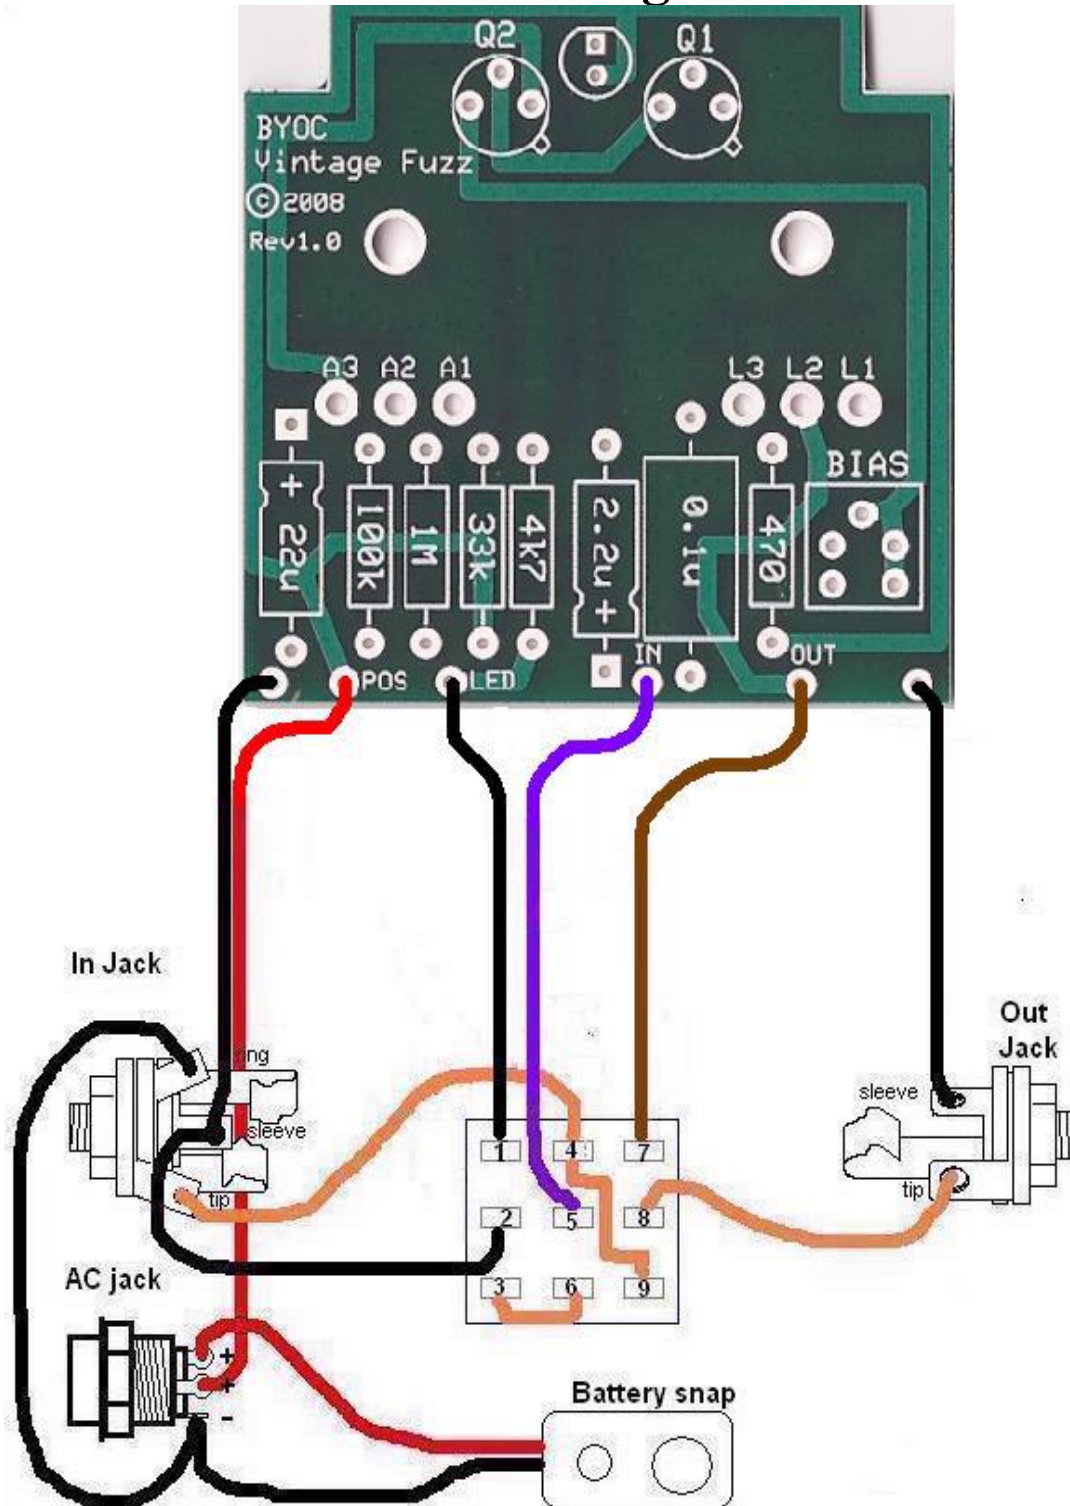 Q2
Q1
BYOC
Vintage Fuzz
©2008
Rev1.0
A3 A2 A1
L3 L2 L1
BIAS
+ 22u
100k
1M
33k
4k7
2.2u +
0.1u
470
POS
LED
IN
OUT
In Jack
Out
Jack
ring
sleeve
tip
sleeve
tip
1 4 7
2 5 8
3 6 9
AC jack
+
+
-
Battery snap